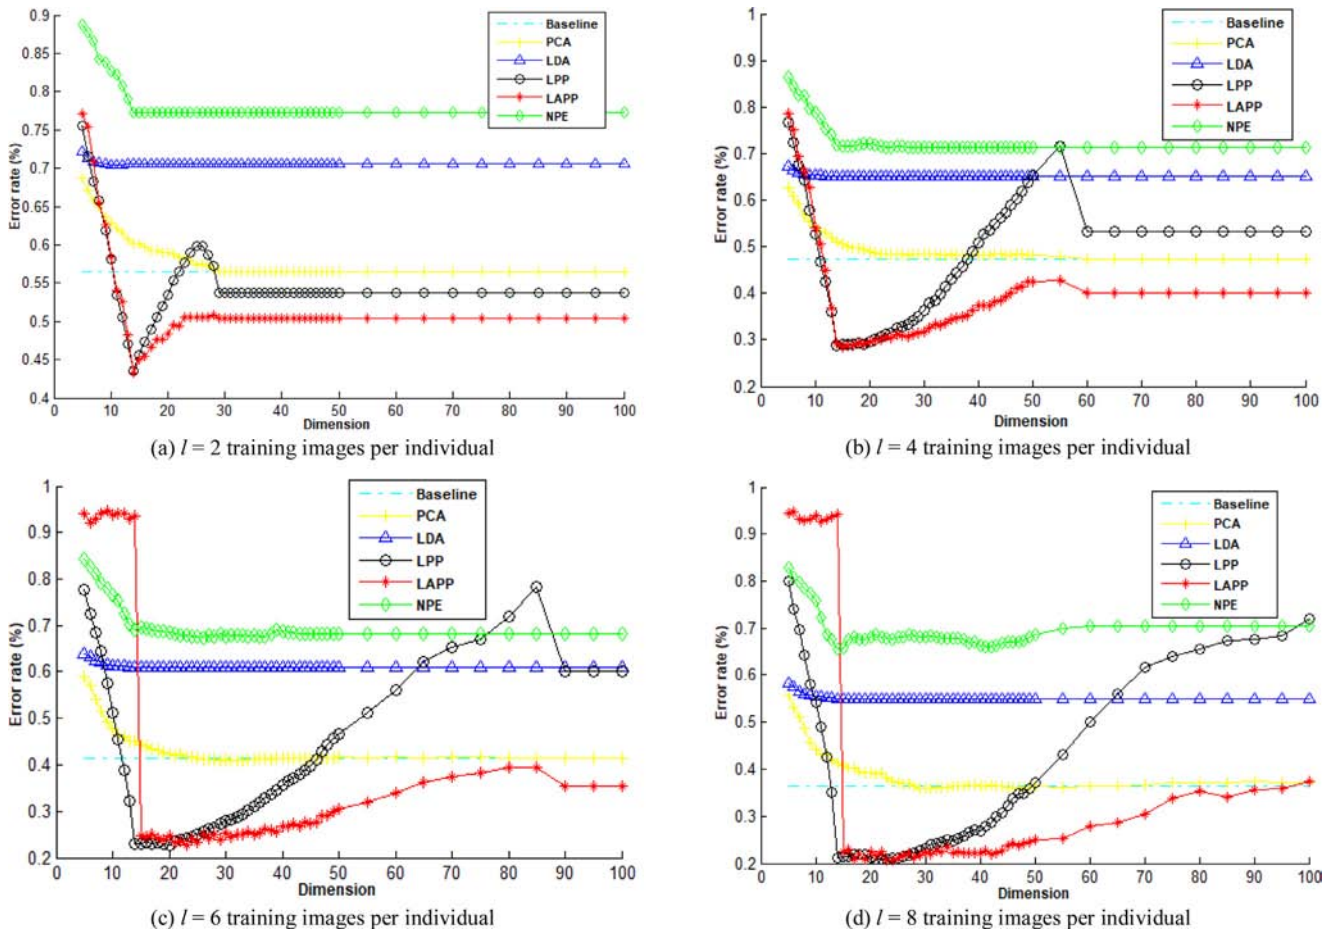 0.9
0.85
0.8
0.75
0.7
0.65
0.6
0.55
0.5
0.45
0.4
Error rate (%)
0 10 20 30 40 50 60 70 80 90 100
Dimension
Baseline
PCA
LDA
LPP
LAPP
NPE
(a) l = 2 training images per individual
1
0.9
0.8
0.7
0.6
0.5
0.4
0.3
0.2
Error rate (%)
0 10 20 30 40 50 60 70 80 90 100
Dimension
Baseline
PCA
LDA
LPP
LAPP
NPE
(b) l = 4 training images per individual
1
0.9
0.8
0.7
0.6
0.5
0.4
0.3
0.2
Error rate (%)
0 10 20 30 40 50 60 70 80 90 100
Dimension
Baseline
PCA
LDA
LPP
LAPP
NPE
(c) l = 6 training images per individual
1
0.9
0.8
0.7
0.6
0.5
0.4
0.3
0.2
Error rate (%)
0 10 20 30 40 50 60 70 80 90 100
Dimension
Baseline
PCA
LDA
LPP
LAPP
NPE
(d) l = 8 training images per individual